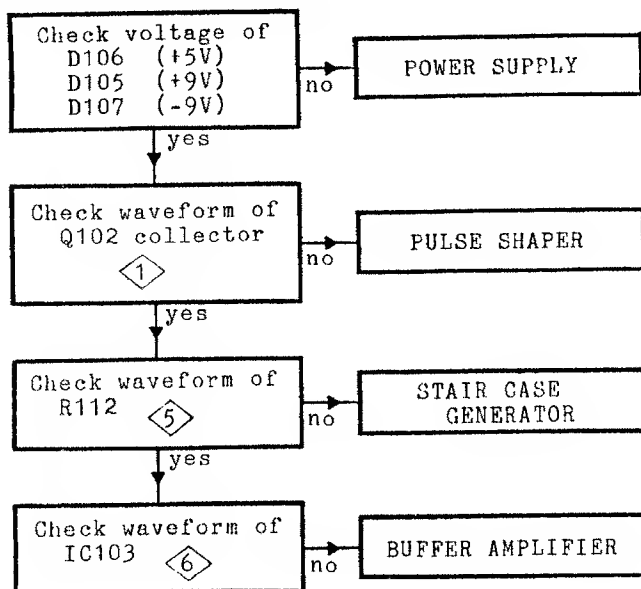 Check voltage of
D106 (+5V)
D105 (+9V)
D107 (-9V)
no
POWER SUPPLY
yes
Check waveform of
Q102 collector
1
no
PULSE SHAPER
yes
Check waveform of
R112 5
no
STAIR CASE
GENERATOR
yes
Check waveform of
IC103 6
no
BUFFER AMPLIFIER